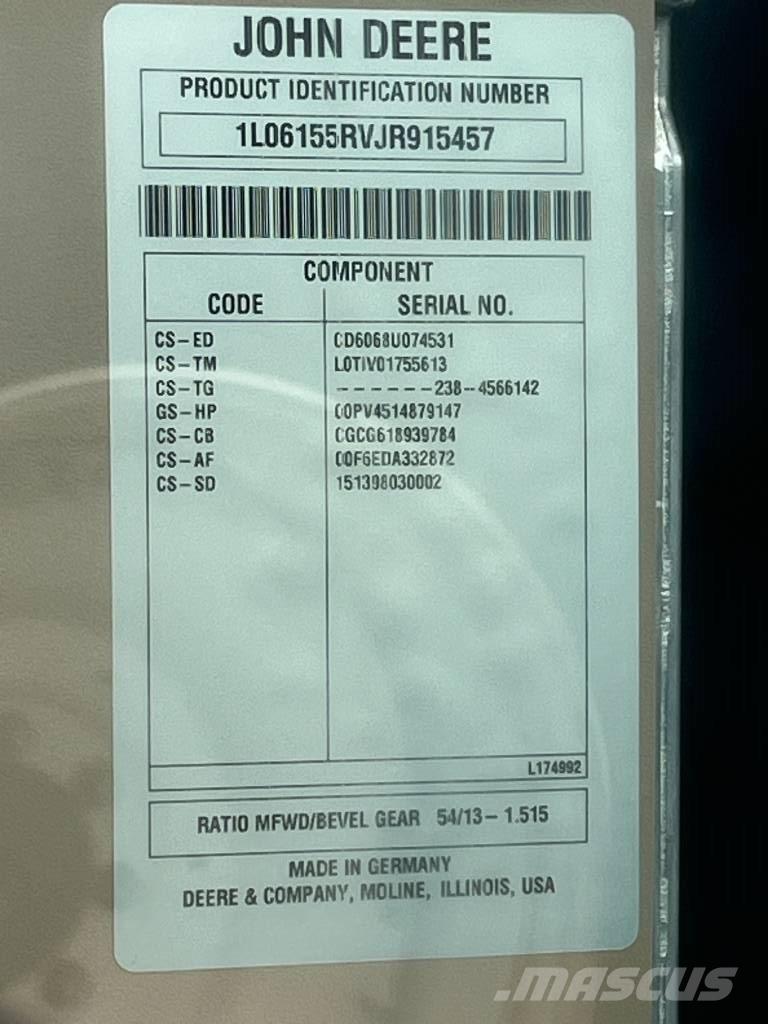 JOHN DEERE
PRODUCT IDENTIFICATION NUMBER
1L06155RVJR915457
COMPONENT
CODE SERIAL NO.
CS-ED CD6068U074531
CS-TM L0TIV01755613
CS-TG ------238-4566142
GS-HP 00PV4514879147
CS-CB CGCG618939784
CS-AF 00F6EDA332872
CS-SD 151398030002
L174992
RATIO MFWD/BEVEL GEAR 54/13-1.515
MADE IN GERMANY
DEERE & COMPANY, MOLINE, ILLINOIS, USA
MASCUS